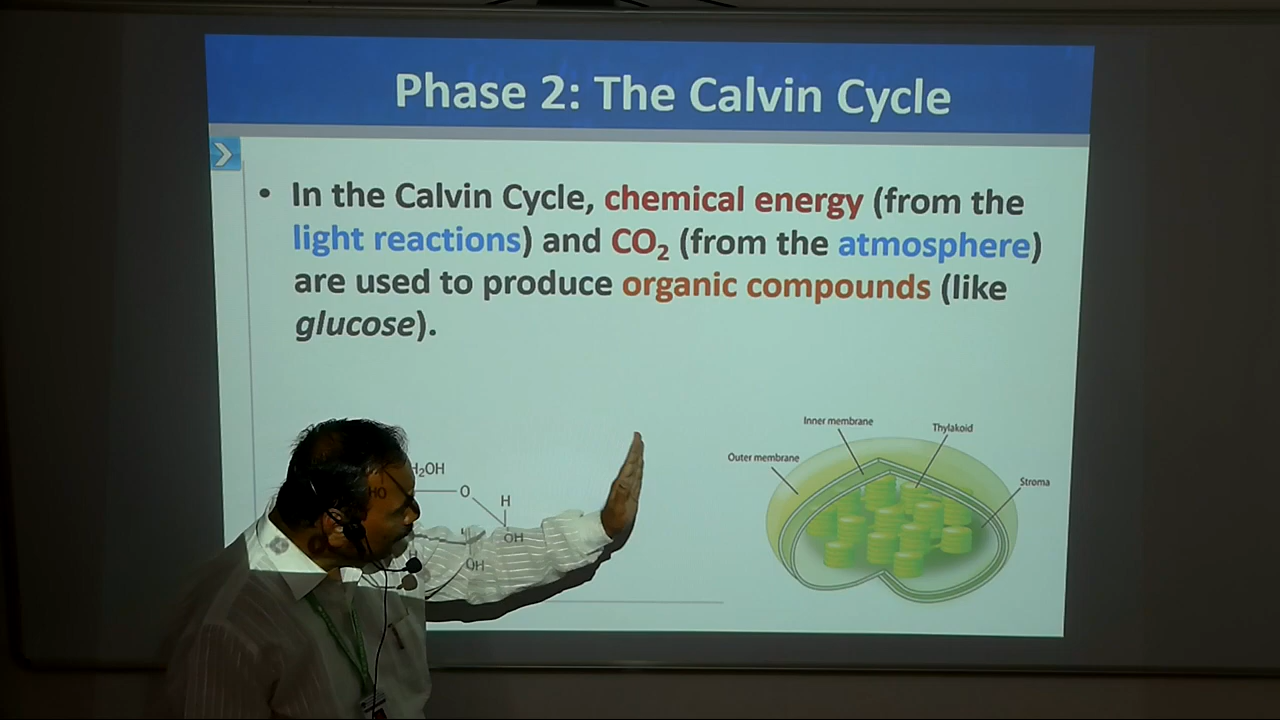 Phase 2: The Calvin Cycle
• In the Calvin Cycle, chemical energy (from the
light reactions) and CO₂ (from the atmosphere)
are used to produce organic compounds (like
glucose).
Inner membrane
Thylakoid
Outer membrane
Stroma
H₂OH
HO
O
H
OH
H
OH